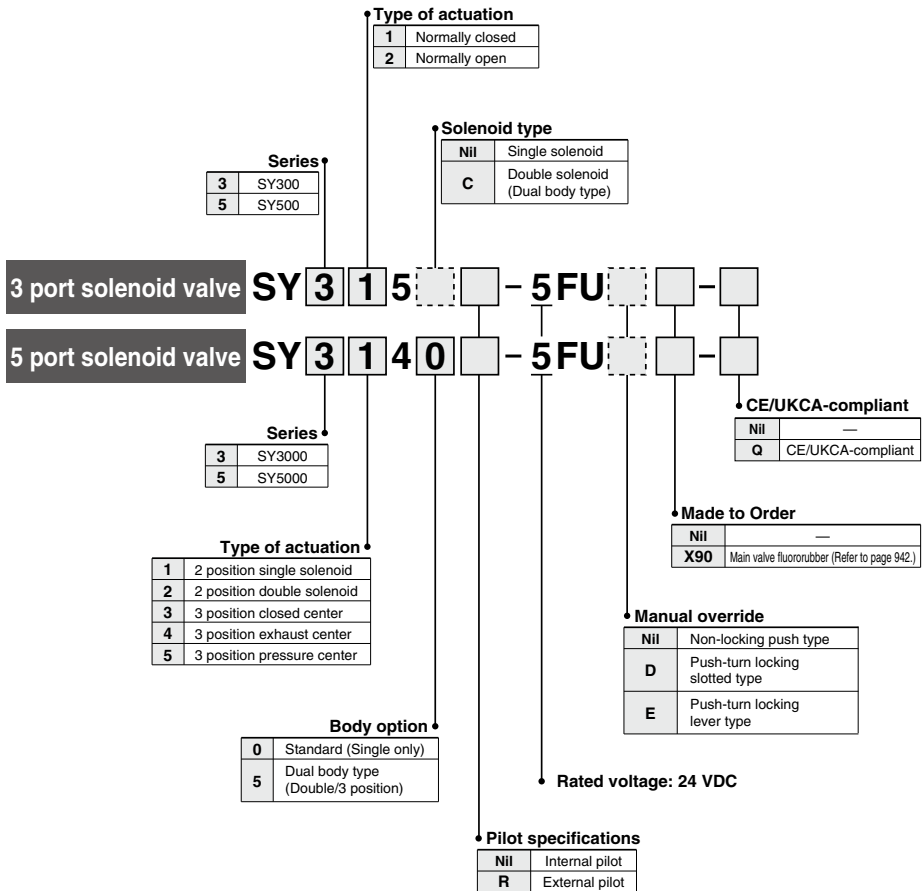 Type of actuation
1 Normally closed
2 Normally open
Solenoid type
Nil Single solenoid
C Double solenoid
(Dual body type)
Series
3 SY300
5 SY500
3 port solenoid valve SY 3 1 5 – 5 FU –
5 port solenoid valve SY 3 1 4 0 – 5 FU –
CE/UKCA-compliant
Nil —
Q CE/UKCA-compliant
Series
3 SY3000
5 SY5000
Made to Order
Nil —
X90 Main valve fluororubber (Refer to page 942.)
Type of actuation
1 2 position single solenoid
2 2 position double solenoid
3 3 position closed center
4 3 position exhaust center
5 3 position pressure center
Manual override
Nil Non-locking push type
D Push-turn locking
slotted type
E Push-turn locking
lever type
Body option
0 Standard (Single only)
5 Dual body type
(Double/3 position)
Rated voltage: 24 VDC
Pilot specifications
Nil Internal pilot
R External pilot